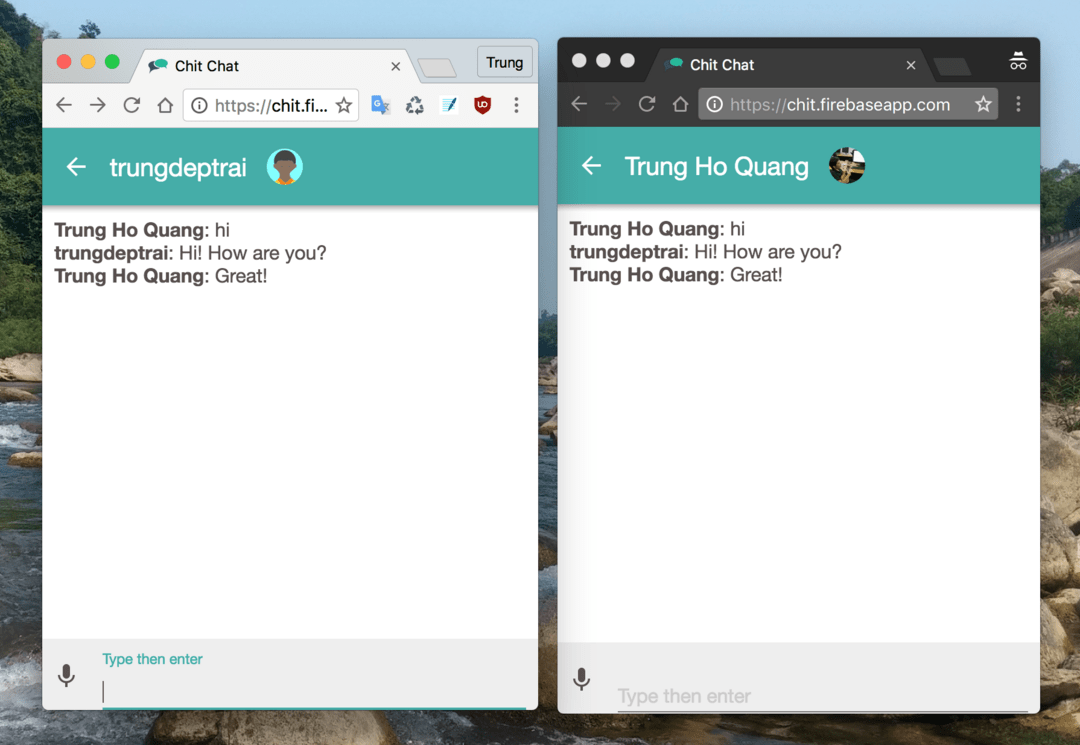 Chit Chat
Trung
https://chit.fi...
trungdeptrai
Trung Ho Quang: hi
trungdeptrai: Hi! How are you?
Trung Ho Quang: Great!
Type then enter
Chit Chat
https://chit.firebaseapp.com
Trung Ho Quang
Trung Ho Quang: hi
trungdeptrai: Hi! How are you?
Trung Ho Quang: Great!
Type then enter